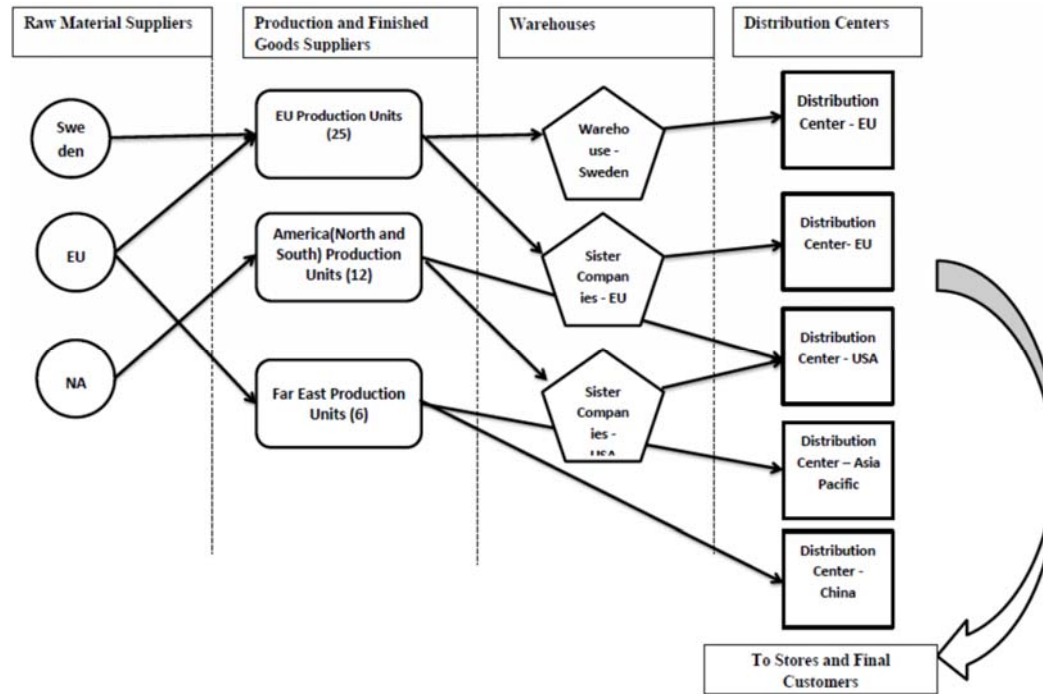 Raw Material Suppliers
Production and Finished
Goods Suppliers
Warehouses
Distribution Centers
Swe
den
EU
NA
EU Production Units
(25)
America(North and
South) Production
Units (12)
Far East Production
Units (6)
Wareho
use -
Sweden
Sister
Compan
ies - EU
Sister
Compan
ies -
USA
Distribution
Center - EU
Distribution
Center- EU
Distribution
Center - USA
Distribution
Center – Asia
Pacific
Distribution
Center -
China
To Stores and Final
Customers